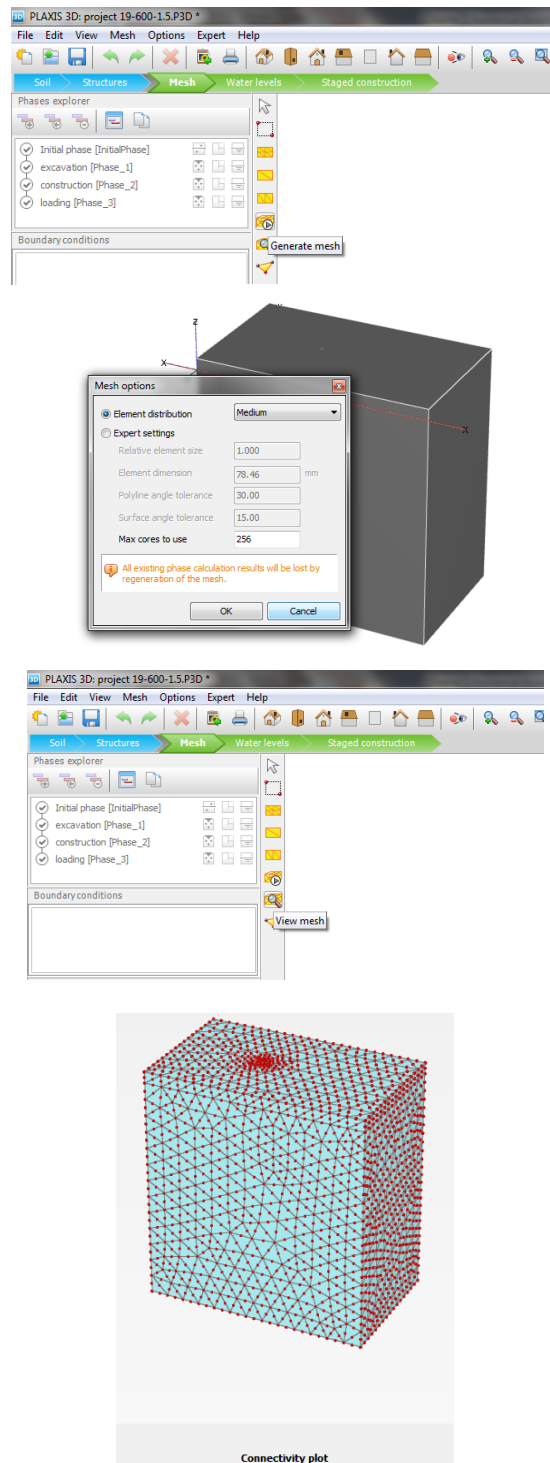 PLAXIS 3D: project 19-600-1.5.P3D *
File Edit View Mesh Options Expert Help
Soil Structures Mesh Water levels Staged construction
Phases explorer
Initial phase [InitialPhase]
excavation [Phase_1]
construction [Phase_2]
loading [Phase_3]
Generate mesh
Boundary conditions
z
x
x
Mesh options
Element distribution Medium
Expert settings
Relative element size 1.000
Element dimension 78.46 mm
Polyline angle tolerance 30.00
Surface angle tolerance 15.00
Max cores to use 256
All existing phase calculation results will be lost by
regeneration of the mesh.
OK Cancel
PLAXIS 3D: project 19-600-1.5.P3D *
File Edit View Mesh Options Expert Help
Soil Structures Mesh Water levels Staged construction
Phases explorer
Initial phase [InitialPhase]
excavation [Phase_1]
construction [Phase_2]
loading [Phase_3]
Boundary conditions
View mesh
Connectivity plot